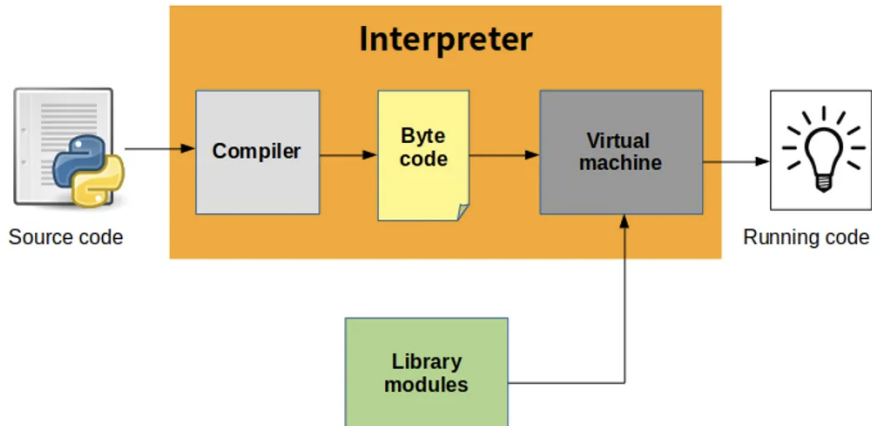 Interpreter
Compiler
Byte
code
Virtual
machine
Source code
Running code
Library
modules